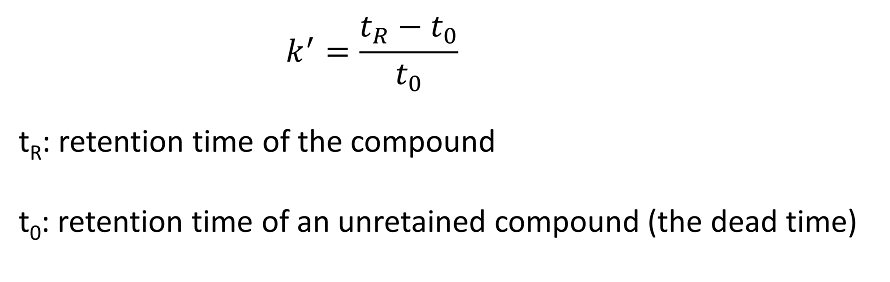 k′ = (t_R − t_0) / t_0
t_R: retention time of the compound
t_0: retention time of an unretained compound (the dead time)